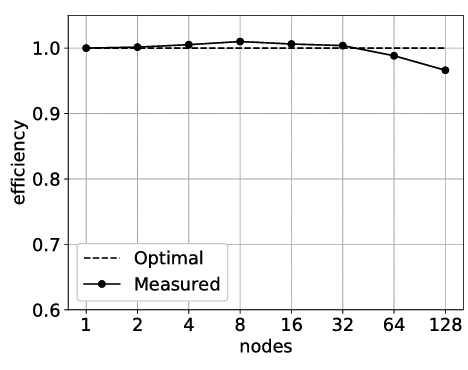 1.0
0.9
0.8
0.7
0.6
efficiency
Optimal
Measured
1 2 4 8 16 32 64 128
nodes